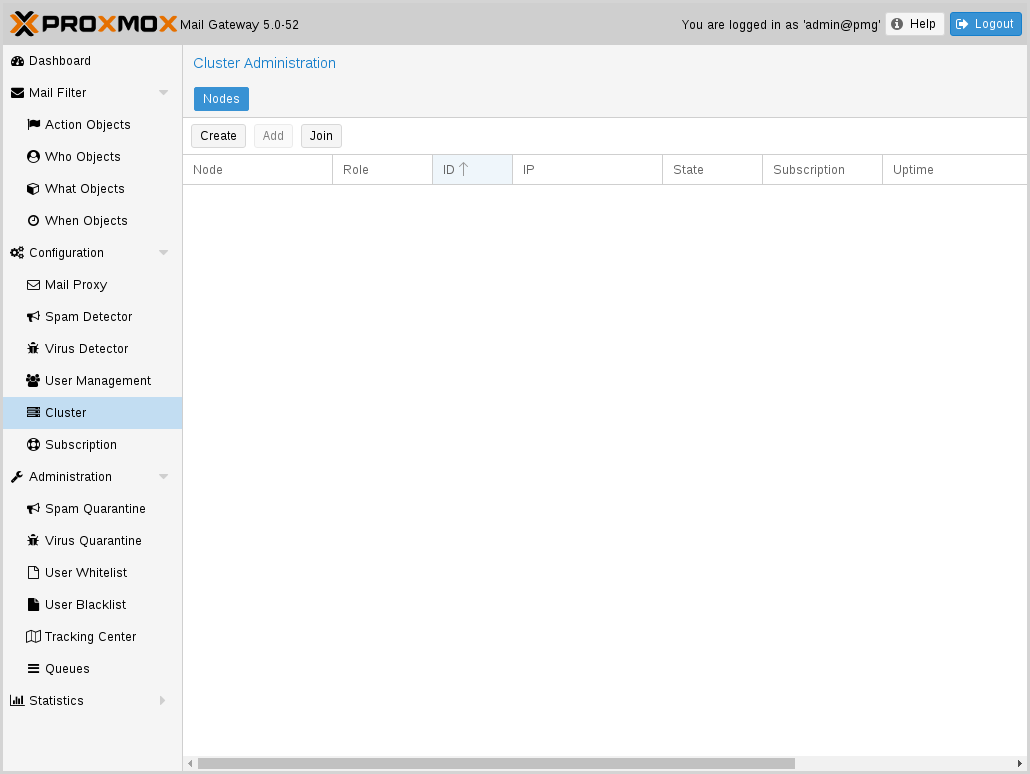 PROXMOX Mail Gateway 5.0-52 You are logged in as 'admin@pmg' Help Logout
Dashboard
Mail Filter
Action Objects
Who Objects
What Objects
When Objects
Configuration
Mail Proxy
Spam Detector
Virus Detector
User Management
Cluster
Subscription
Administration
Spam Quarantine
Virus Quarantine
User Whitelist
User Blacklist
Tracking Center
Queues
Statistics
Cluster Administration
Nodes
Create Add Join
Node Role ID IP State Subscription Uptime